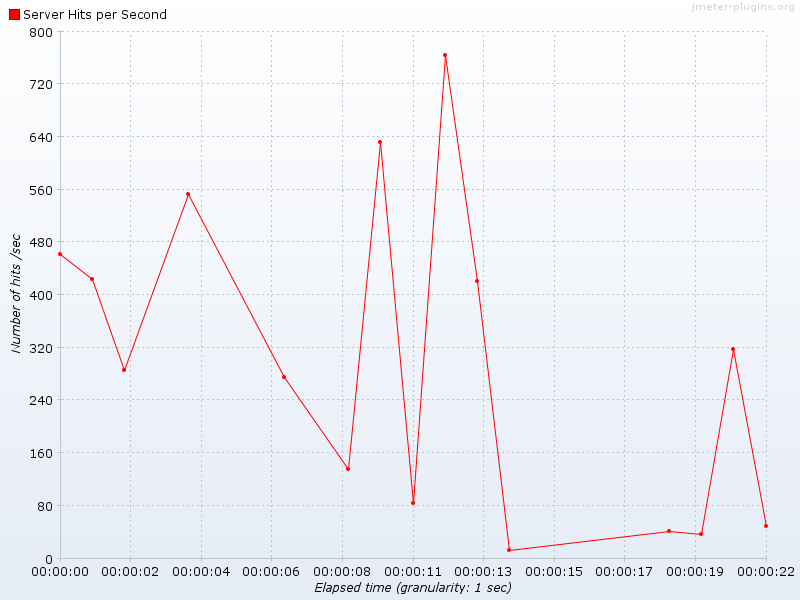 jmeter-plugins.org
Server Hits per Second
800
720
640
560
480
400
320
240
160
80
0
Number of hits /sec
00:00:00 00:00:02 00:00:04 00:00:06 00:00:08 00:00:11 00:00:13 00:00:15 00:00:17 00:00:19 00:00:22
Elapsed time (granularity: 1 sec)